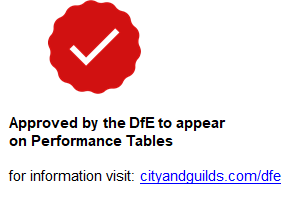 Approved by the DfE to appear
on Performance Tables
for information visit: cityandguilds.com/dfe